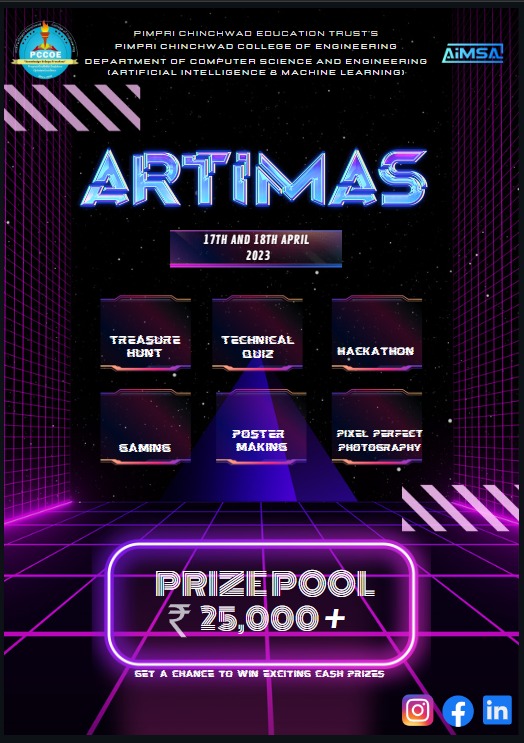 PIMPRI CHINCHWAD EDUCATION TRUST'S
PIMPRI CHINCHWAD COLLEGE OF ENGINEERING
DEPARTMENT OF COMPUTER SCIENCE AND ENGINEERING
(ARTIFICIAL INTELLIGENCE & MACHINE LEARNING)
PCCOE
AiMSA
ARTIMAS
17TH AND 18TH APRIL
2023
TREASURE
HUNT
TECHNICAL
QUIZ
HACKATHON
GAMING
POSTER
MAKING
PIXEL PERFECT
PHOTOGRAPHY
PRIZE POOL
₹ 25,000 +
GET A CHANCE TO WIN EXCITING CASH PRIZES
in